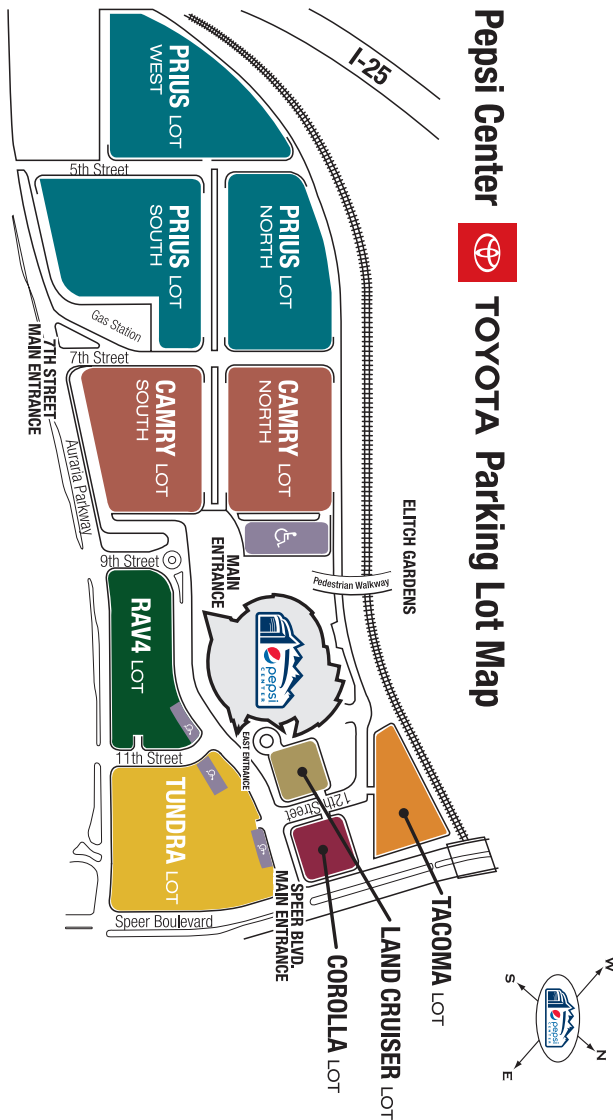 Pepsi Center TOYOTA Parking Lot Map
I-25
ELITCH GARDENS
Pedestrian Walkway
PRIUS LOT
WEST
5th Street
PRIUS LOT
NORTH
PRIUS LOT
SOUTH
Gas Station
7th Street
7TH STREET
MAIN ENTRANCE
CAMRY LOT
NORTH
CAMRY LOT
SOUTH
Auraria Parkway
MAIN
ENTRANCE
9th Street
pepsi
CENTER
RAV4 LOT
11th Street
EAST ENTRANCE
12th Street
TUNDRA LOT
Speer Boulevard
SPEER BLVD.
MAIN ENTRANCE
TACOMA LOT
LAND CRUISER LOT
COROLLA LOT
W
N
S
E
pepsi
CENTER